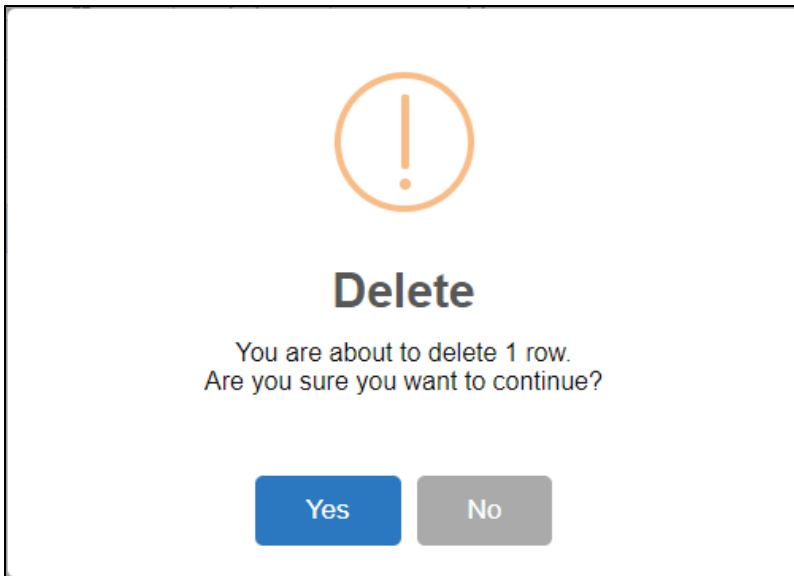 Delete
You are about to delete 1 row.
Are you sure you want to continue?
Yes
No